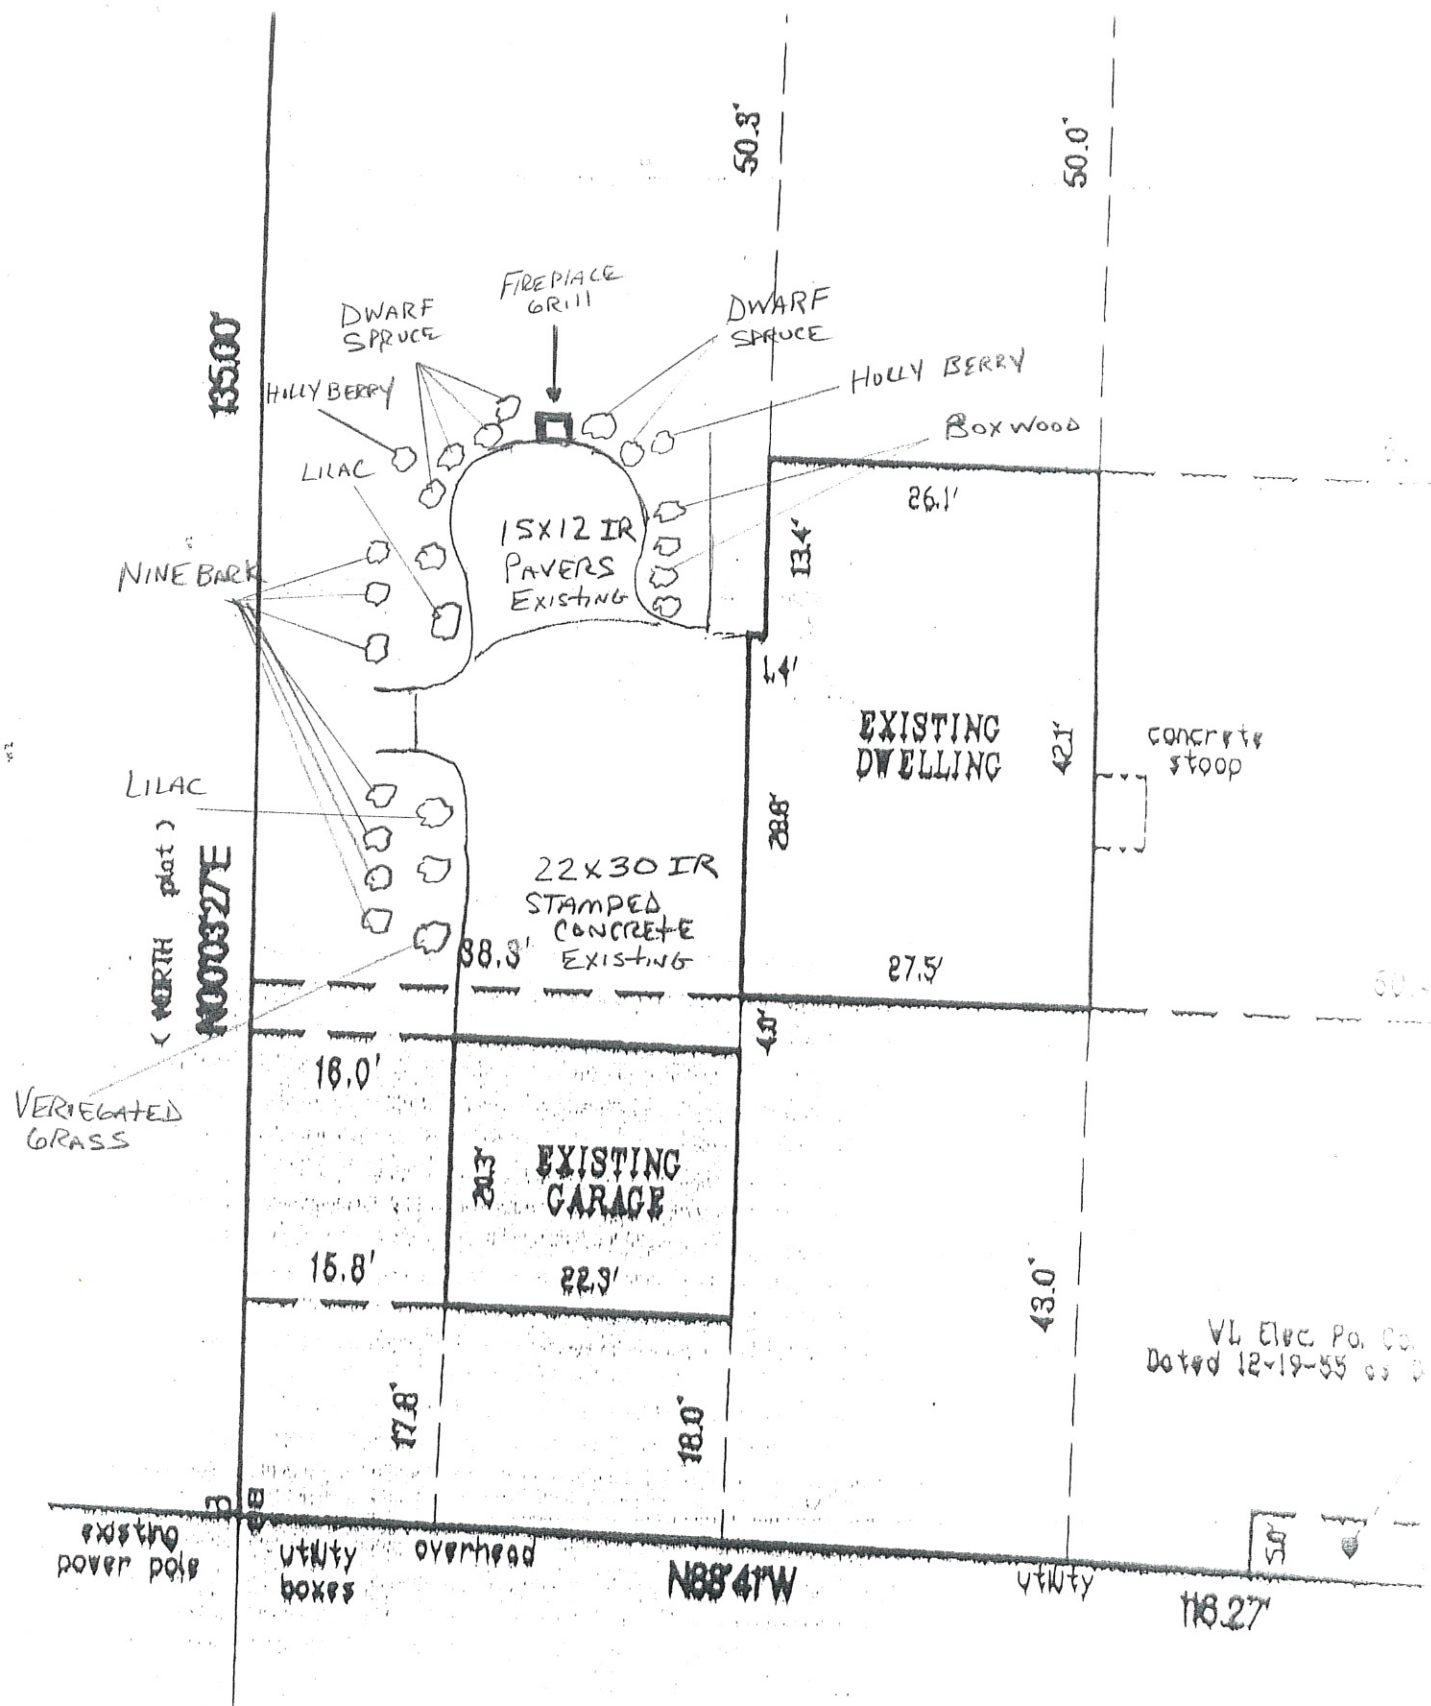 50.3'
50.0'
FIREPLACE
GRIll
DWARF
SPRUCE
DWARF
SPRUCE
135.00'
HOLLY BERRY
HOLLY BERRY
BOXWOOD
LILAC
26.1'
15X12 IR
PAVERS
EXISTING
13.4'
NINE BARK
1.4'
EXISTING
DWELLING
42.1'
concrete
stoop
LILAC
28.8'
(NORTH plat)
N00°03'27"E
22X30 IR
STAMPED
CONCRETE
EXISTING
38.3'
27.5'
4.0'
16.0'
VERIEGATED
GRASS
20.3'
EXISTING
GARAGE
15.8'
22.3'
43.0'
VL Elec. Po. Co.
Dated 12-19-55 as
17.8'
18.0'
existing
power pole
utility
boxes
overhead
N88°41'W
utility
5.0'
116.27'